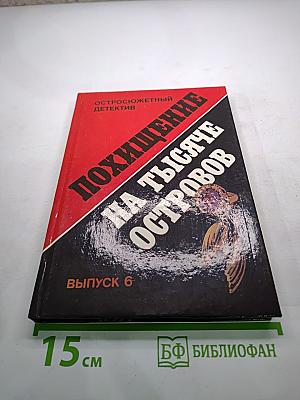 ОСТРОСЮЖЕТНЫЙ
ДЕТЕКТИВ
ПОХИЩЕНИЕ
НА ТЫСЯЧЕ
ОСТРОВОВ
ВЫПУСК 6
15 см
БФ БИБЛИОФАН